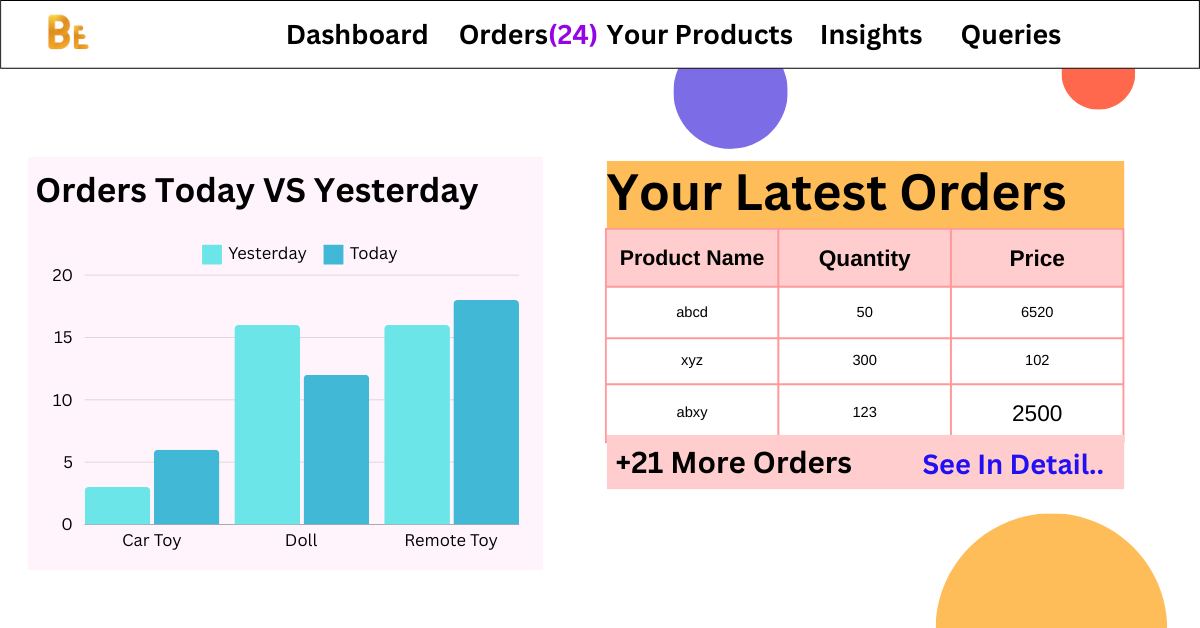 BE
Dashboard Orders(24) Your Products Insights Queries
Orders Today VS Yesterday
Yesterday Today
20
15
10
5
0
Car Toy Doll Remote Toy
Your Latest Orders
Product Name Quantity Price
abcd 50 6520
xyz 300 102
abxy 123 2500
+21 More Orders See In Detail..